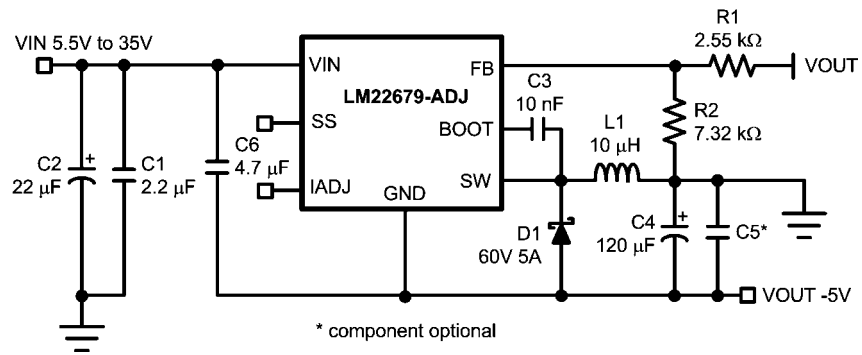 VIN 5.5V to 35V
VIN
FB
LM22679-ADJ
SS
BOOT
IADJ
GND
SW
R1
2.55 kΩ
VOUT
C3
10 nF
R2
7.32 kΩ
L1
10 μH
C2
22 μF
+
C1
2.2 μF
C6
4.7 μF
D1
60V 5A
C4
120 μF
+
C5*
VOUT -5V
* component optional